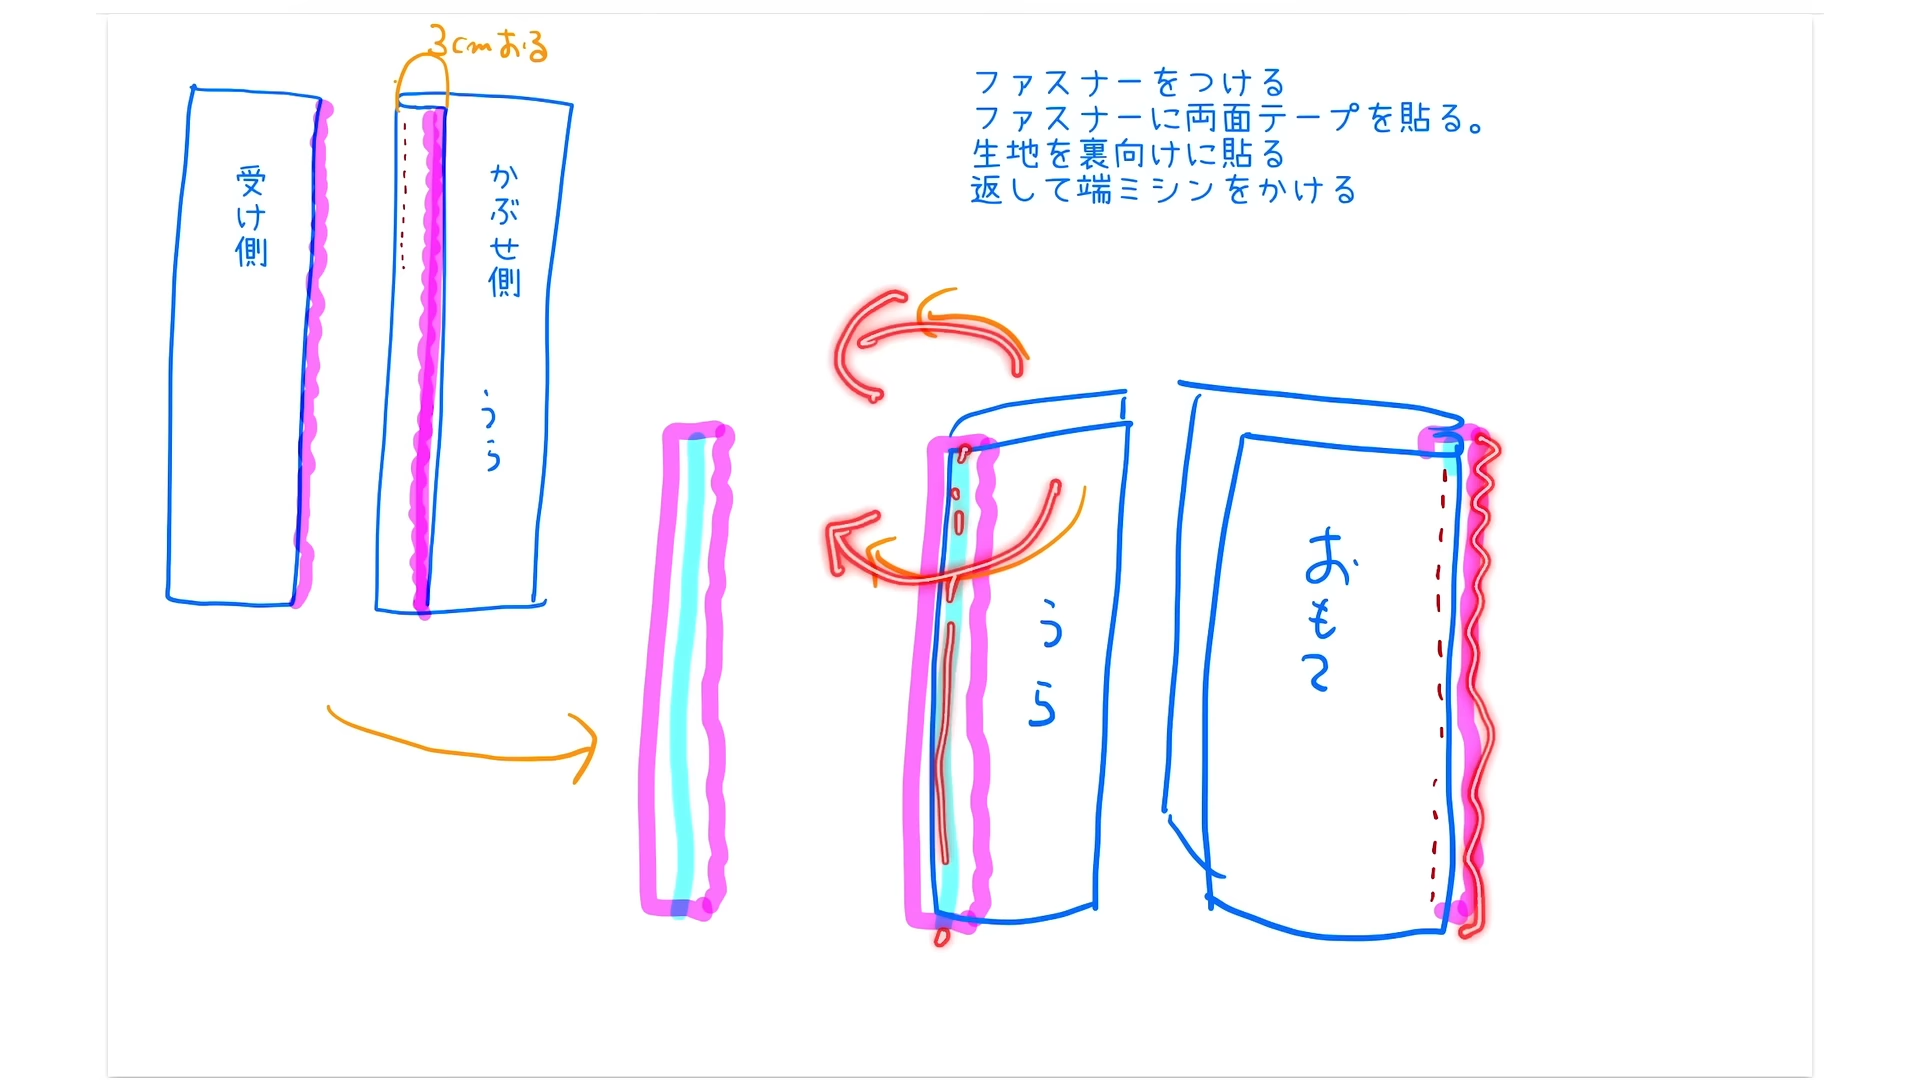 3cmおる
ファスナーをつける
ファスナーに両面テープを貼る。
生地を裏向けに貼る
返して端ミシンをかける
受け側
かぶせ側
うら
うら
おもて